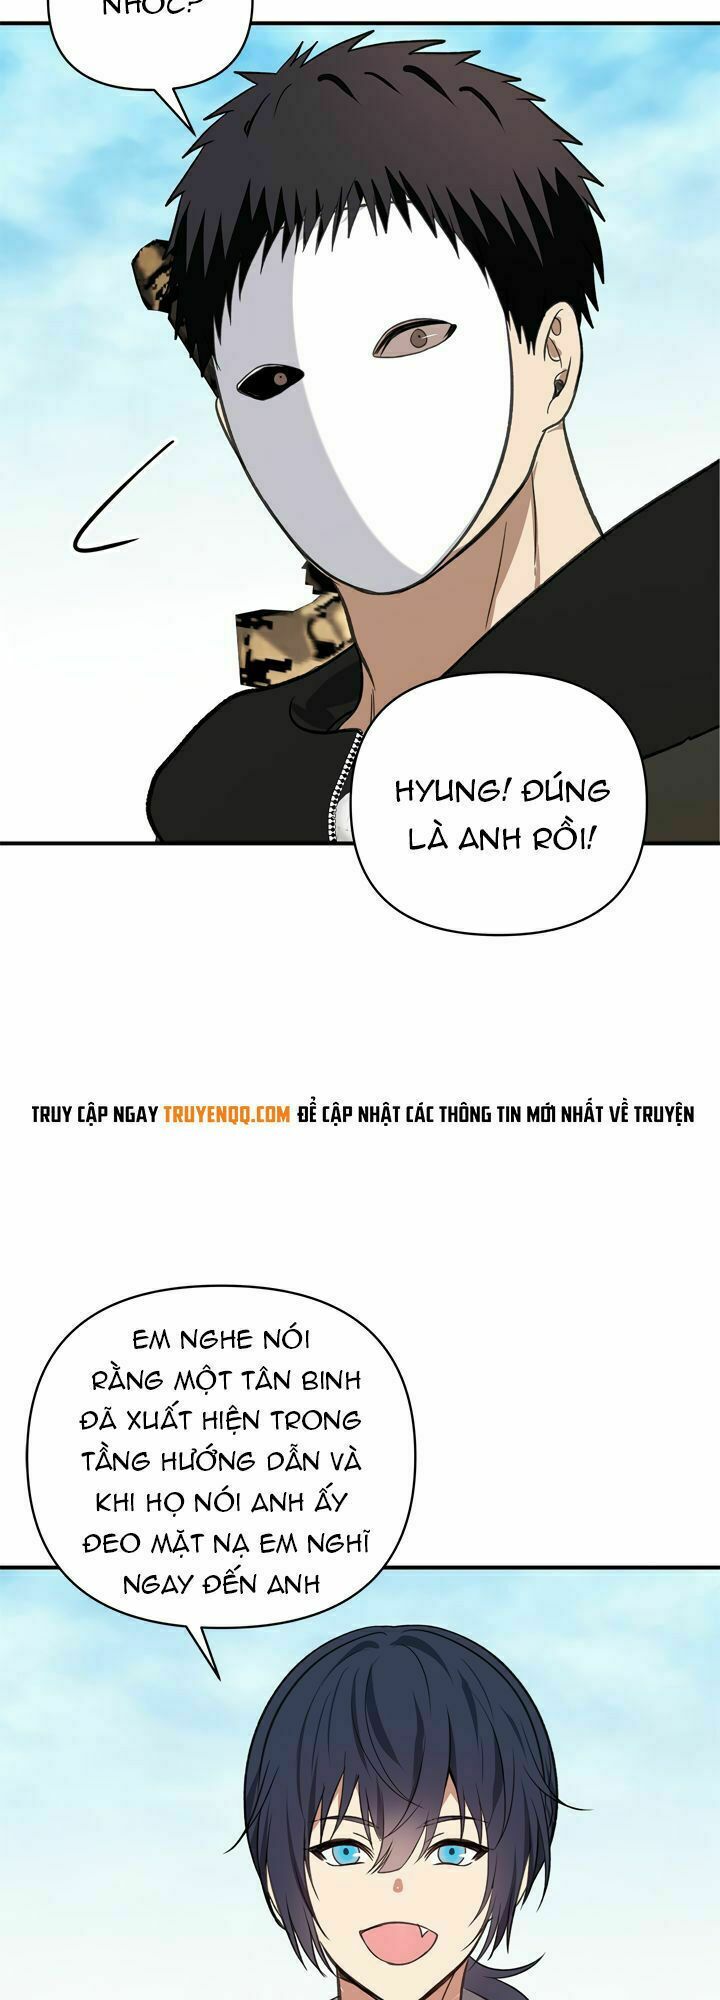 NHÓC?
HYUNG! ĐÚNG
LÀ ANH RỒI!
TRUY CẬP NGAY TRUYENQQ.COM ĐỂ CẬP NHẬT CÁC THÔNG TIN MỚI NHẤT VỀ TRUYỆN
EM NGHE NÓI
RẰNG MỘT TÂN BINH
ĐÃ XUẤT HIỆN TRONG
TẦNG HƯỚNG DẪN VÀ
KHI HỌ NÓI ANH ẤY
ĐEO MẶT NẠ EM NGHĨ
NGAY ĐẾN ANH